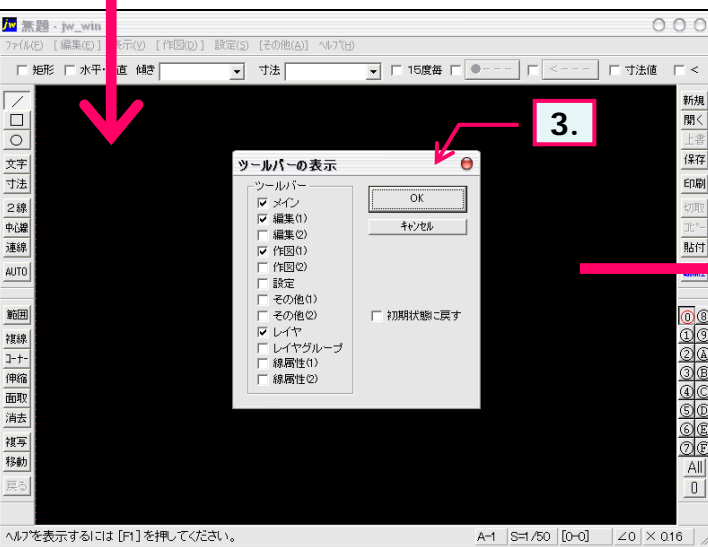 無題 - jw_win
ﾌｧｲﾙ(F) [編集(E)] 表示(V) [作図(D)] 設定(S) [その他(A)] ﾍﾙﾌﾟ(H)
矩形 水平・ 直 傾き 寸法 15度毎 ●--- <--- 寸法値 <
新規
開く
文字 上書
寸法 保存
２線 印刷
中心線 切取
連線 ｺﾋﾟｰ
AUTO 貼付
範囲
複線
ｺｰﾅｰ
伸縮
面取
消去
複写
移動
戻る
3.
ツールバーの表示
ツールバー
メイン
編集(1)
編集(2)
作図(1)
作図(2)
設定
その他(1)
その他(2)
レイヤ
レイヤグループ
線属性(1)
線属性(2)
OK
ｷｬﾝｾﾙ
初期状態に戻す
0 8
1 9
2 A
3 B
4 C
5 D
6 E
7 F
All
0
ﾍﾙﾌﾟを表示するには [F1] を押してください。
A-1 S=1/50 [0-0] ∠0 × 0.16